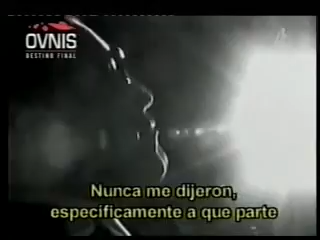 OVNIS
DESTINO FINAL
Nunca me dijeron,
especificamente a que parte